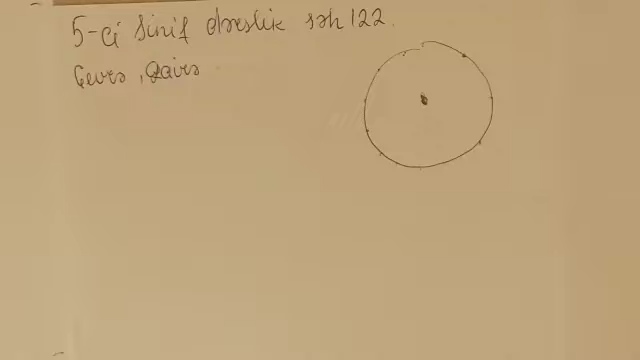 5-ci sinif dərslik səh 122.
Çevrə, Dairə